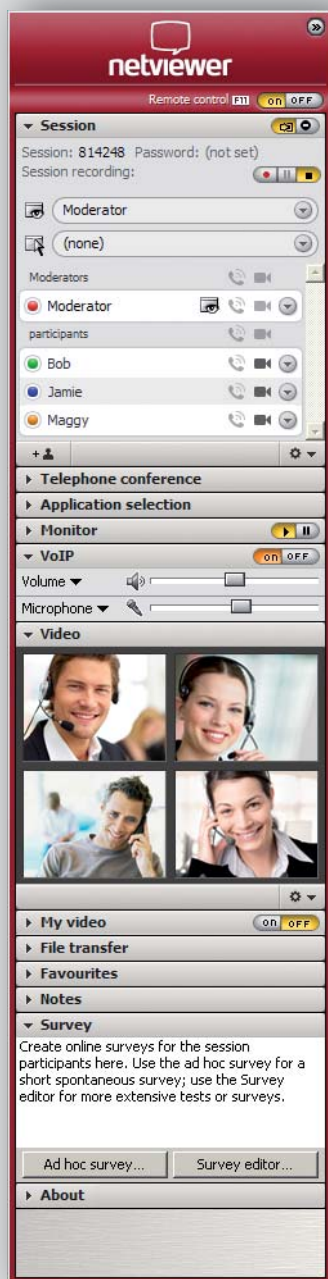 netviewer
Remote control F11 on OFF
Session
Session: 814248 Password: (not set)
Session recording:
Moderator
(none)
Moderators
Moderator
participants
Bob
Jamie
Maggy
Telephone conference
Application selection
Monitor
VoIP on OFF
Volume
Microphone
Video
My video on OFF
File transfer
Favourites
Notes
Survey
Create online surveys for the session
participants here. Use the ad hoc survey for a
short spontaneous survey; use the Survey
editor for more extensive tests or surveys.
Ad hoc survey... Survey editor...
About